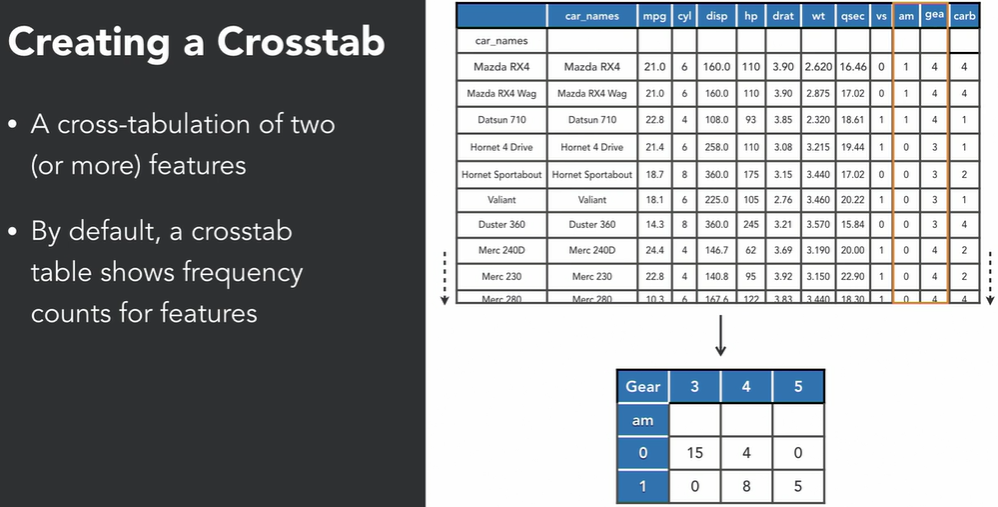 Creating a Crosstab
• A cross-tabulation of two
(or more) features
• By default, a crosstab
table shows frequency
counts for features
car_names mpg cyl disp hp drat wt qsec vs am gea carb
car_names
Mazda RX4 Mazda RX4 21.0 6 160.0 110 3.90 2.620 16.46 0 1 4 4
Mazda RX4 Wag Mazda RX4 Wag 21.0 6 160.0 110 3.90 2.875 17.02 0 1 4 4
Datsun 710 Datsun 710 22.8 4 108.0 93 3.85 2.320 18.61 1 1 4 1
Hornet 4 Drive Hornet 4 Drive 21.4 6 258.0 110 3.08 3.215 19.44 1 0 3 1
Hornet Sportabout Hornet Sportabout 18.7 8 360.0 175 3.15 3.440 17.02 0 0 3 2
Valiant Valiant 18.1 6 225.0 105 2.76 3.460 20.22 1 0 3 1
Duster 360 Duster 360 14.3 8 360.0 245 3.21 3.570 15.84 0 0 3 4
Merc 240D Merc 240D 24.4 4 146.7 62 3.69 3.190 20.00 1 0 4 2
Merc 230 Merc 230 22.8 4 140.8 95 3.92 3.150 22.90 1 0 4 2
Merc 280 Merc 280 10.3 6 167.6 122 3.83 3.440 18.30 1 0 4 4
Gear 3 4 5
am
0 15 4 0
1 0 8 5